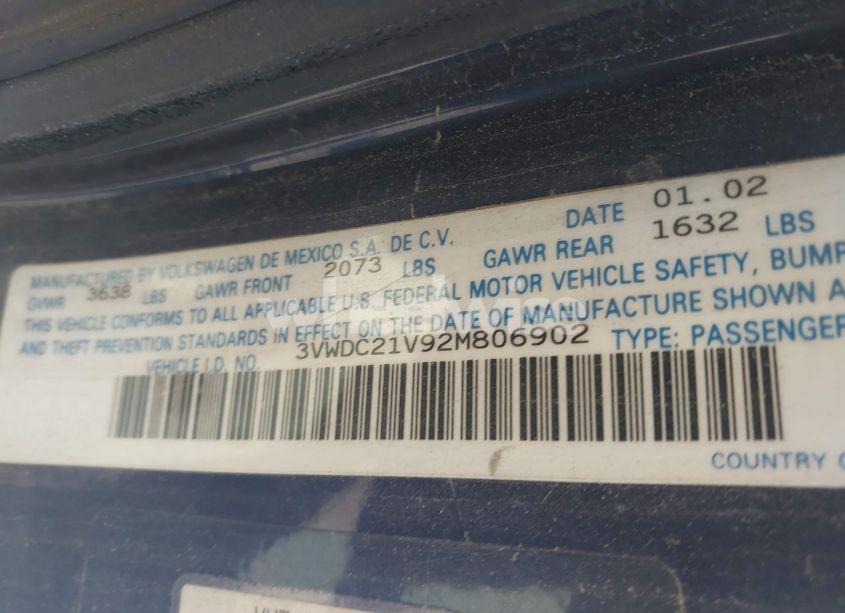 MANUFACTURED BY VOLKSWAGEN DE MEXICO S.A. DE C.V. DATE 01.02
GVWR 3638 LBS GAWR FRONT 2073 LBS GAWR REAR 1632 LBS
THIS VEHICLE CONFORMS TO ALL APPLICABLE U.S. FEDERAL MOTOR VEHICLE SAFETY, BUMP
AND THEFT PREVENTION STANDARDS IN EFFECT ON THE DATE OF MANUFACTURE SHOWN A
VEHICLE I.D. NO. 3VWDC21V92M806902 TYPE: PASSENGER
COUNTRY O